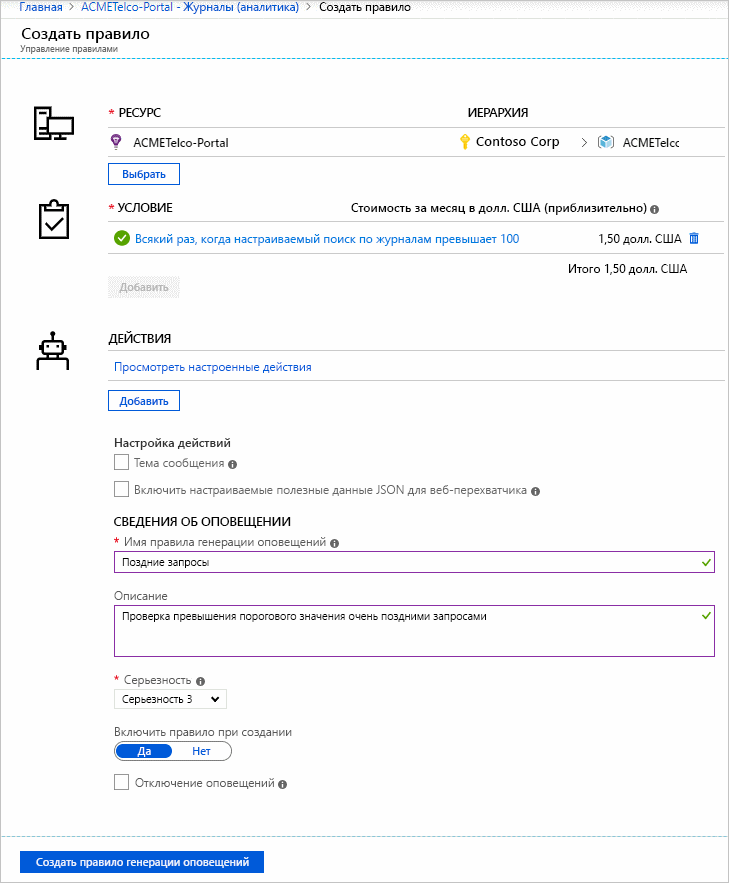 Главная > ACMETelco-Portal - Журналы (аналитика) > Создать правило
Создать правило
Управление правилами
* РЕСУРС ИЕРАРХИЯ
ACMETelco-Portal Contoso Corp > ACMETelcc
Выбрать
* УСЛОВИЕ Стоимость за месяц в долл. США (приблизительно)
Всякий раз, когда настраиваемый поиск по журналам превышает 100 1,50 долл. США
Итого 1,50 долл. США
Добавить
ДЕЙСТВИЯ
Просмотреть настроенные действия
Добавить
Настройка действий
Тема сообщения
Включить настраиваемые полезные данные JSON для веб-перехватчика
СВЕДЕНИЯ ОБ ОПОВЕЩЕНИИ
* Имя правила генерации оповещений
Поздние запросы
Описание
Проверка превышения порогового значения очень поздними запросами
* Серьезность
Серьезность 3
Включить правило при создании
Да Нет
Отключение оповещений
Создать правило генерации оповещений